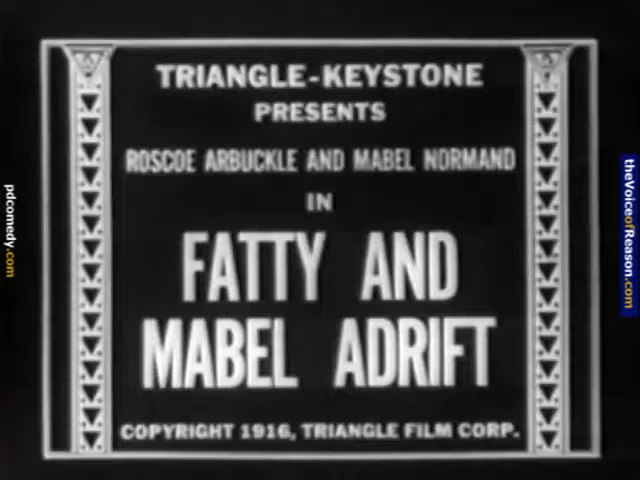 TRIANGLE-KEYSTONE
PRESENTS
ROSCOE ARBUCKLE AND MABEL NORMAND
IN
FATTY AND
MABEL ADRIFT
COPYRIGHT 1916, TRIANGLE FILM CORP.
pdcomedy.com
theVoiceofReason.com